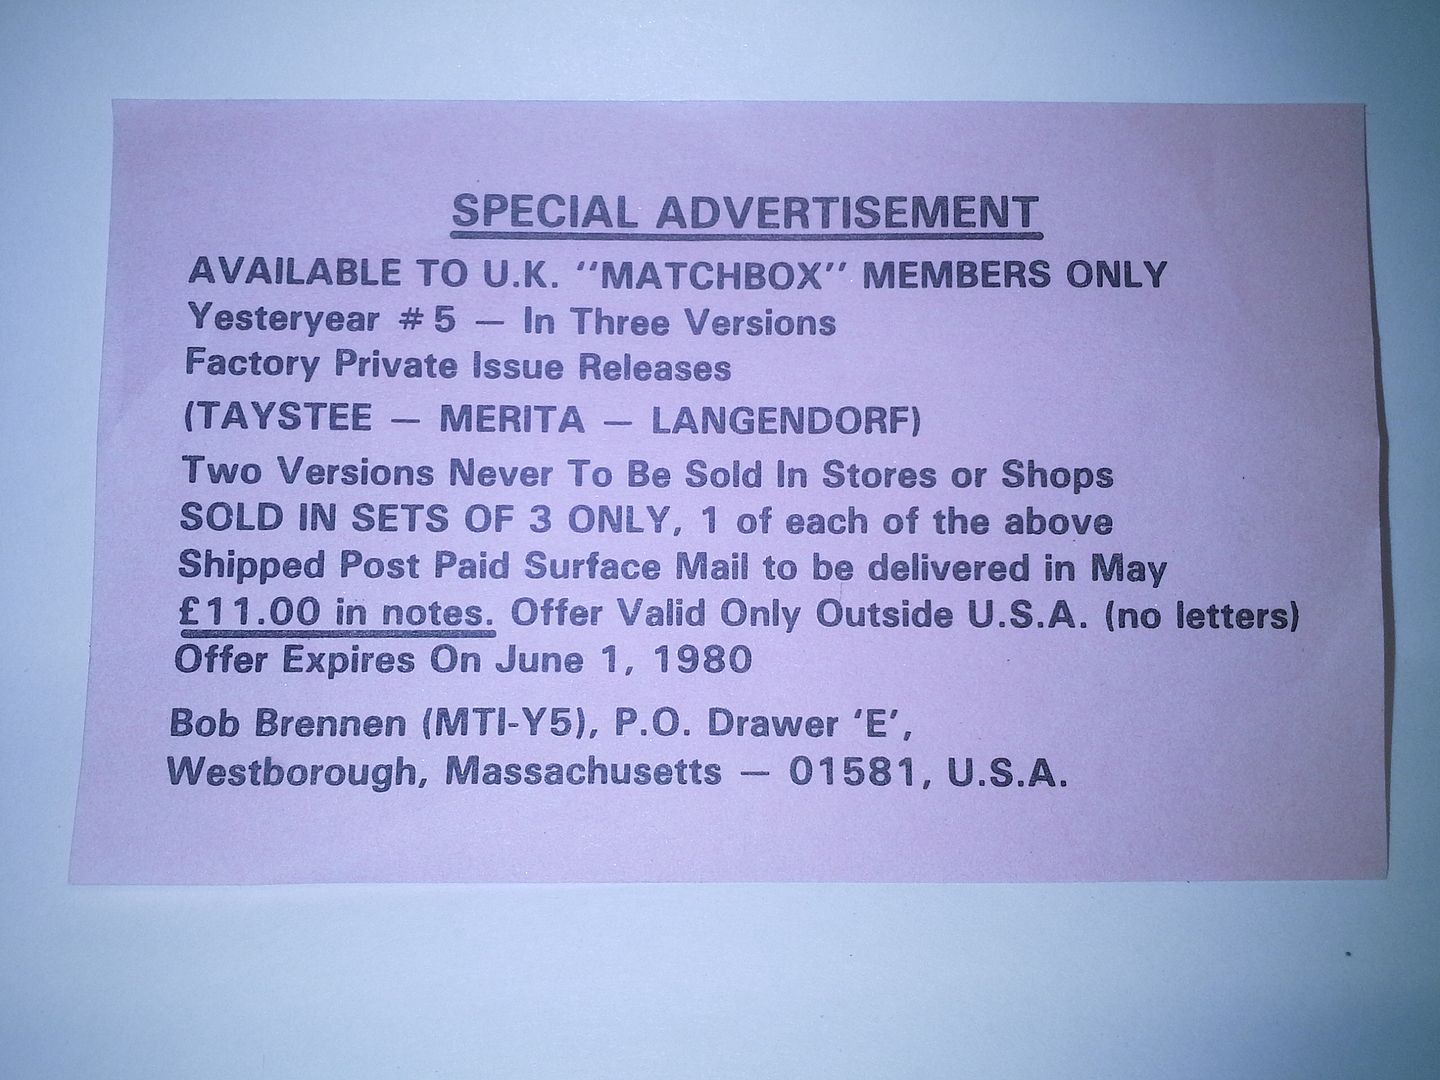 SPECIAL ADVERTISEMENT
AVAILABLE TO U.K. "MATCHBOX" MEMBERS ONLY
Yesteryear # 5 — In Three Versions
Factory Private Issue Releases
(TAYSTEE — MERITA — LANGENDORF)
Two Versions Never To Be Sold In Stores or Shops
SOLD IN SETS OF 3 ONLY, 1 of each of the above
Shipped Post Paid Surface Mail to be delivered in May
£11.00 in notes. Offer Valid Only Outside U.S.A. (no letters)
Offer Expires On June 1, 1980
Bob Brennen (MTI-Y5), P.O. Drawer 'E',
Westborough, Massachusetts — 01581, U.S.A.